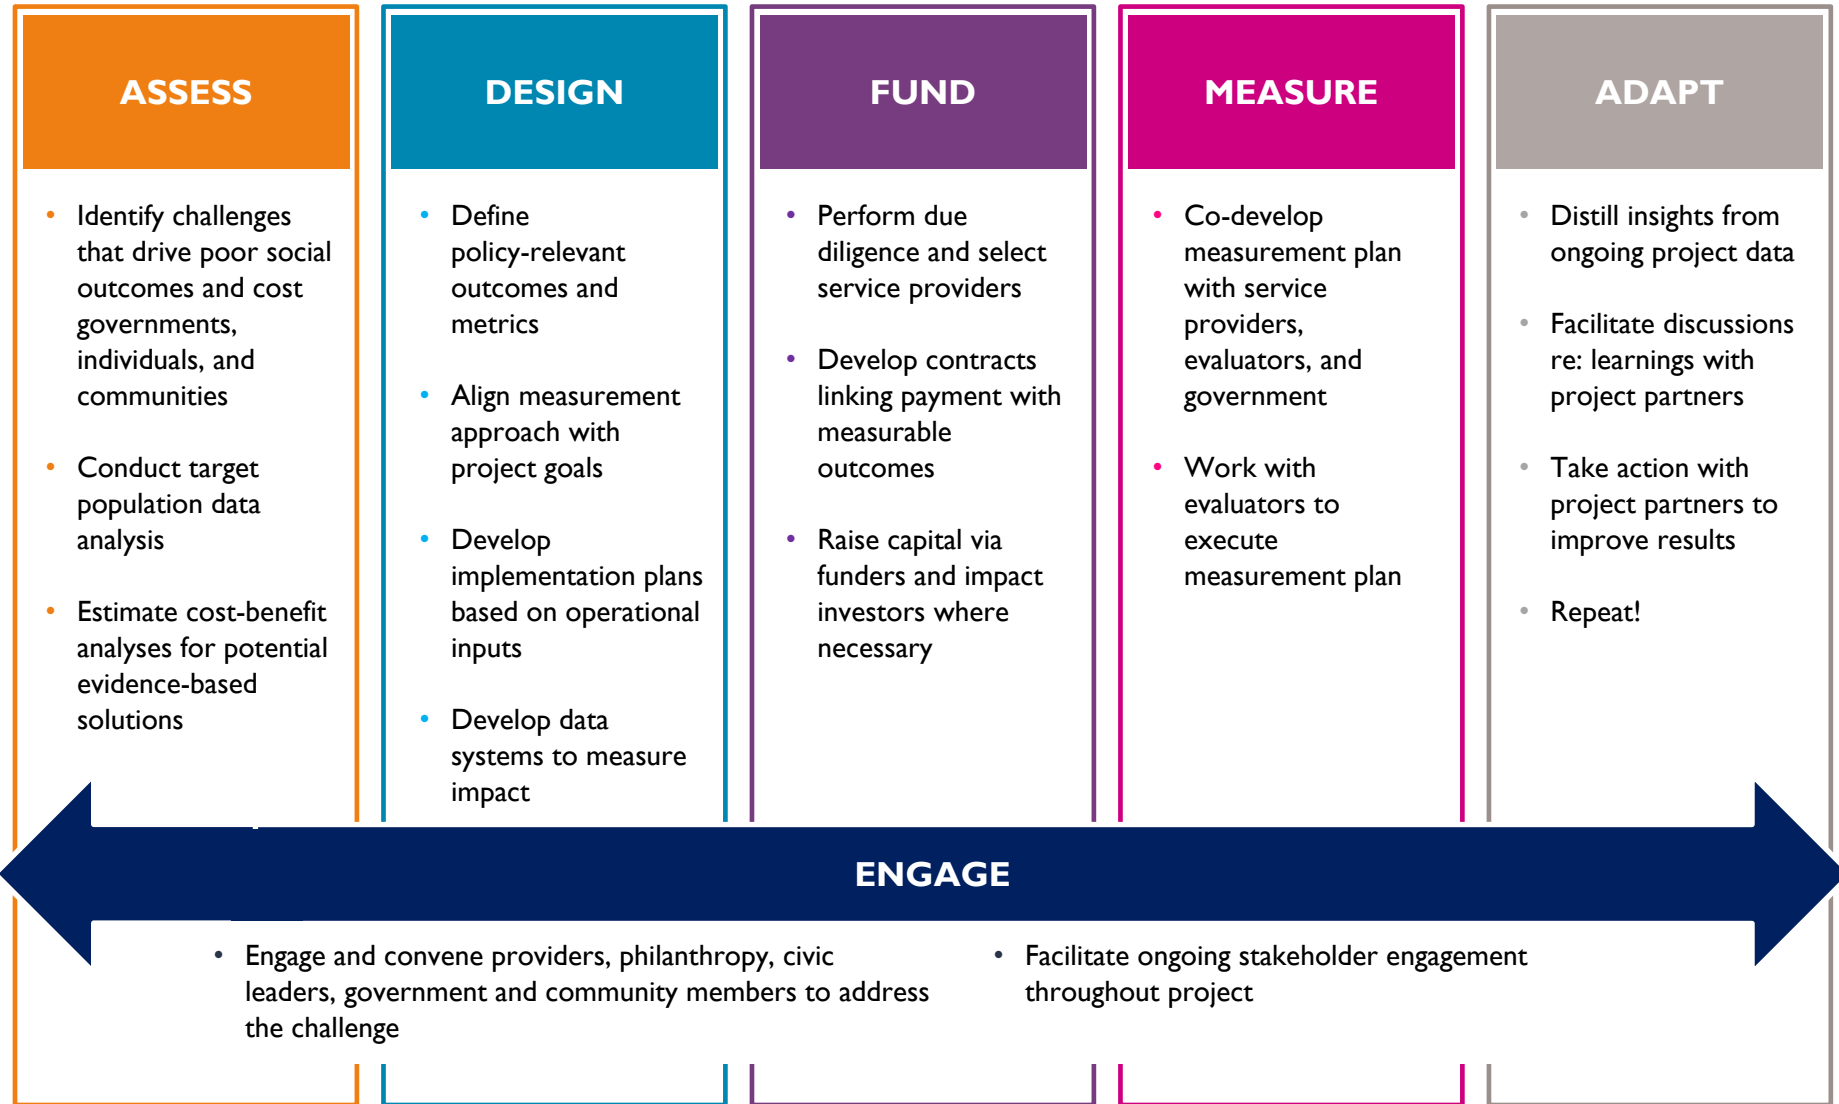 ASSESS
• Identify challenges
that drive poor social
outcomes and cost
governments,
individuals, and
communities
• Conduct target
population data
analysis
• Estimate cost-benefit
analyses for potential
evidence-based
solutions
DESIGN
• Define
policy-relevant
outcomes and
metrics
• Align measurement
approach with
project goals
• Develop
implementation plans
based on operational
inputs
• Develop data
systems to measure
impact
FUND
• Perform due
diligence and select
service providers
• Develop contracts
linking payment with
measurable
outcomes
• Raise capital via
funders and impact
investors where
necessary
MEASURE
• Co-develop
measurement plan
with service
providers,
evaluators, and
government
• Work with
evaluators to
execute
measurement plan
ADAPT
• Distill insights from
ongoing project data
• Facilitate discussions
re: learnings with
project partners
• Take action with
project partners to
improve results
• Repeat!
ENGAGE
• Engage and convene providers, philanthropy, civic
leaders, government and community members to address
the challenge
• Facilitate ongoing stakeholder engagement
throughout project